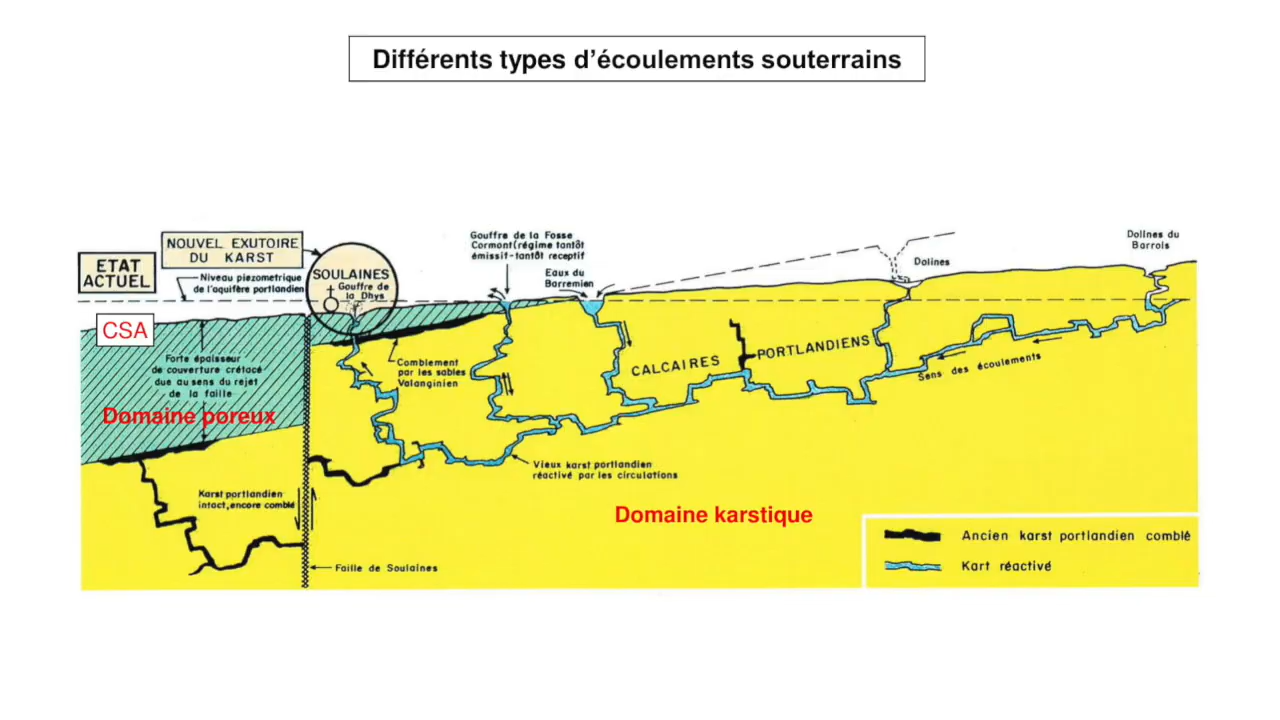 Différents types d'écoulements souterrains
NOUVEL EXUTOIRE
DU KARST
ETAT
ACTUEL
Niveau piezometrique
de l'aquifère portlandien
SOULAINES
Gouffre de
la Dhys
Gouffre de la Fosse
Cormont(régime tantôt
émissif-tantôt receptif
Eaux du
Barremien
Dolines
Dolines du
Barrois
CSA
Forte épaisseur
de couverture crétacé
due au sens du rejet
de la faille
Domaine poreux
Comblement
par les sables
Valanginien
CALCAIRES PORTLANDIENS
Sens des écoulements
Vieux karst portlandien
réactivé par les circulations
Karst portlandien
intact, encore comblé
Domaine karstique
Faille de Soulaines
Ancien karst portlandien comblé
Kart réactivé